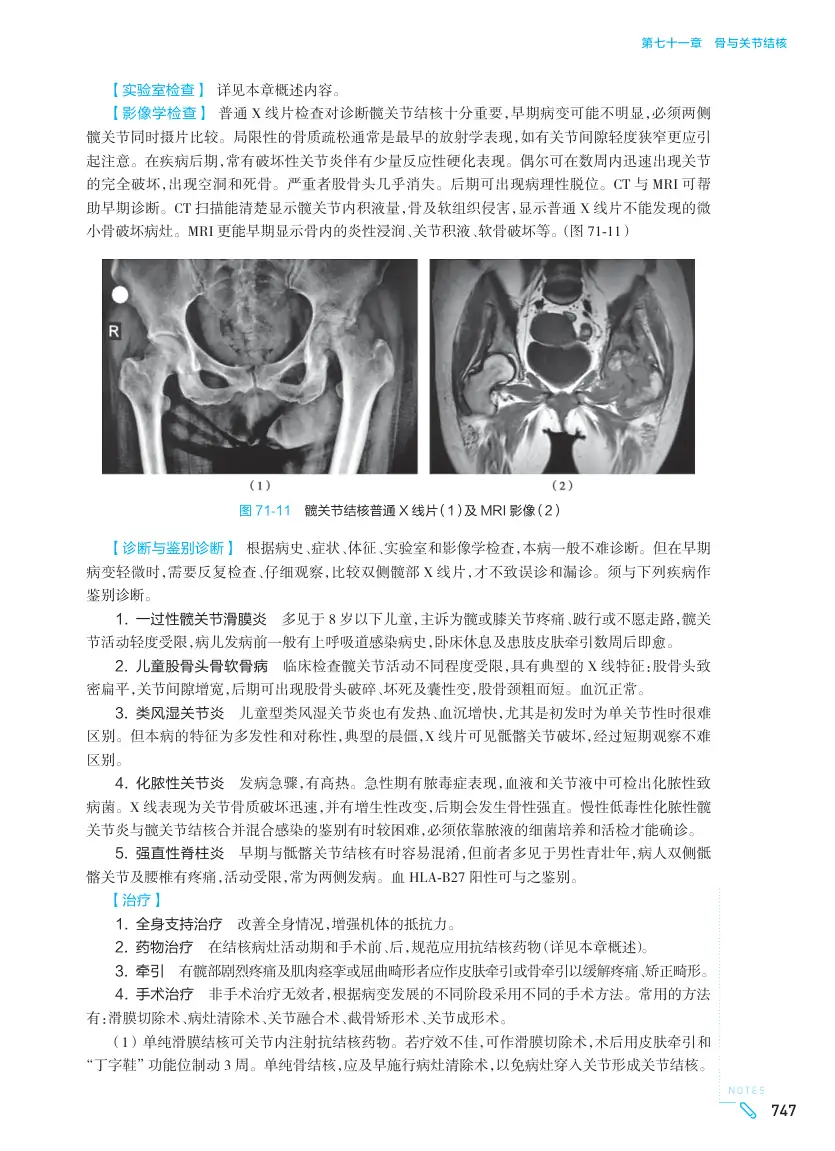 第七十一章 骨与关节结核
【实验室检查】 详见本章概述内容。
【影像学检查】 普通 X 线片检查对诊断髋关节结核十分重要,早期病变可能不明显,必须两侧
髋关节同时摄片比较。局限性的骨质疏松通常是最早的放射学表现,如有关节间隙轻度狭窄更应引
起注意。在疾病后期,常有破坏性关节炎伴有少量反应性硬化表现。偶尔可在数周内迅速出现关节
的完全破坏,出现空洞和死骨。严重者股骨头几乎消失。后期可出现病理性脱位。CT 与 MRI 可帮
助早期诊断。CT 扫描能清楚显示髋关节内积液量,骨及软组织侵害,显示普通 X 线片不能发现的微
小骨破坏病灶。MRI 更能早期显示骨内的炎性浸润、关节积液、软骨破坏等。(图 71-11)
R
(1)
(2)
图 71-11 髋关节结核普通 X 线片(1)及 MRI 影像(2)
【诊断与鉴别诊断】 根据病史、症状、体征、实验室和影像学检查,本病一般不难诊断。但在早期
病变轻微时,需要反复检查、仔细观察,比较双侧髋部 X 线片,才不致误诊和漏诊。须与下列疾病作
鉴别诊断。
1. 一过性髋关节滑膜炎 多见于 8 岁以下儿童,主诉为髋或膝关节疼痛、跛行或不愿走路,髋关
节活动轻度受限,病儿发病前一般有上呼吸道感染病史,卧床休息及患肢皮肤牵引数周后即愈。
2. 儿童股骨头骨软骨病 临床检查髋关节活动不同程度受限,具有典型的 X 线特征:股骨头致
密扁平,关节间隙增宽,后期可出现股骨头破碎、坏死及囊性变,股骨颈粗而短。血沉正常。
3. 类风湿关节炎 儿童型类风湿关节炎也有发热、血沉增快,尤其是初发时为单关节性时很难
区别。但本病的特征为多发性和对称性,典型的晨僵,X 线片可见骶髂关节破坏,经过短期观察不难
区别。
4. 化脓性关节炎 发病急骤,有高热。急性期有脓毒症表现,血液和关节液中可检出化脓性致
病菌。X 线表现为关节骨质破坏迅速,并有增生性改变,后期会发生骨性强直。慢性低毒性化脓性髋
关节炎与髋关节结核合并混合感染的鉴别有时较困难,必须依靠脓液的细菌培养和活检才能确诊。
5. 强直性脊柱炎 早期与骶髂关节结核有时容易混淆,但前者多见于男性青壮年,病人双侧骶
髂关节及腰椎有疼痛,活动受限,常为两侧发病。血 HLA-B27 阳性可与之鉴别。
【治疗】
1. 全身支持治疗 改善全身情况,增强机体的抵抗力。
2. 药物治疗 在结核病灶活动期和手术前、后,规范应用抗结核药物(详见本章概述)。
3. 牵引 有髋部剧烈疼痛及肌肉痉挛或屈曲畸形者应作皮肤牵引或骨牵引以缓解疼痛、矫正畸形。
4. 手术治疗 非手术治疗无效者,根据病变发展的不同阶段采用不同的手术方法。常用的方法
有:滑膜切除术、病灶清除术、关节融合术、截骨矫形术、关节成形术。
(1)单纯滑膜结核可关节内注射抗结核药物。若疗效不佳,可作滑膜切除术,术后用皮肤牵引和
“丁字鞋”功能位制动 3 周。单纯骨结核,应及早施行病灶清除术,以免病灶穿入关节形成关节结核。
NOTES
747